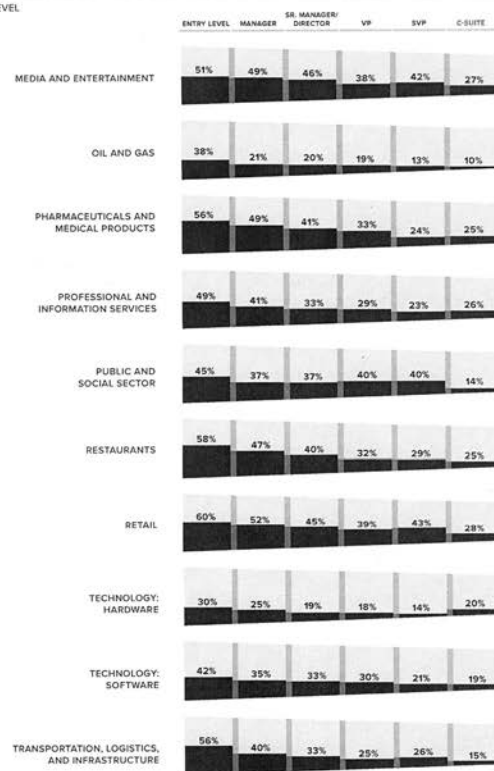 EVEL
ENTRY LEVEL MANAGER SR. MANAGER/ DIRECTOR VP SVP C-SUITE
MEDIA AND ENTERTAINMENT 51% 49% 46% 38% 42% 27%
OIL AND GAS 38% 21% 20% 19% 13% 10%
PHARMACEUTICALS AND
MEDICAL PRODUCTS 56% 49% 41% 33% 24% 25%
PROFESSIONAL AND
INFORMATION SERVICES 49% 41% 33% 29% 23% 26%
PUBLIC AND
SOCIAL SECTOR 45% 37% 37% 40% 40% 14%
RESTAURANTS 58% 47% 40% 32% 29% 25%
RETAIL 60% 52% 45% 39% 43% 28%
TECHNOLOGY:
HARDWARE 30% 25% 19% 18% 14% 20%
TECHNOLOGY:
SOFTWARE 42% 35% 33% 30% 21% 19%
TRANSPORTATION, LOGISTICS,
AND INFRASTRUCTURE 56% 40% 33% 25% 26% 15%